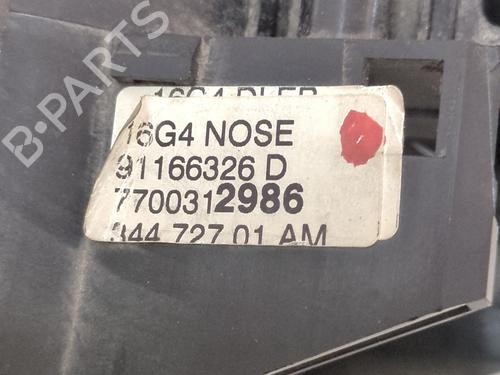 16G4 NOSE
91166326 D
7700312986
344 727 01 AM
B-PARTS